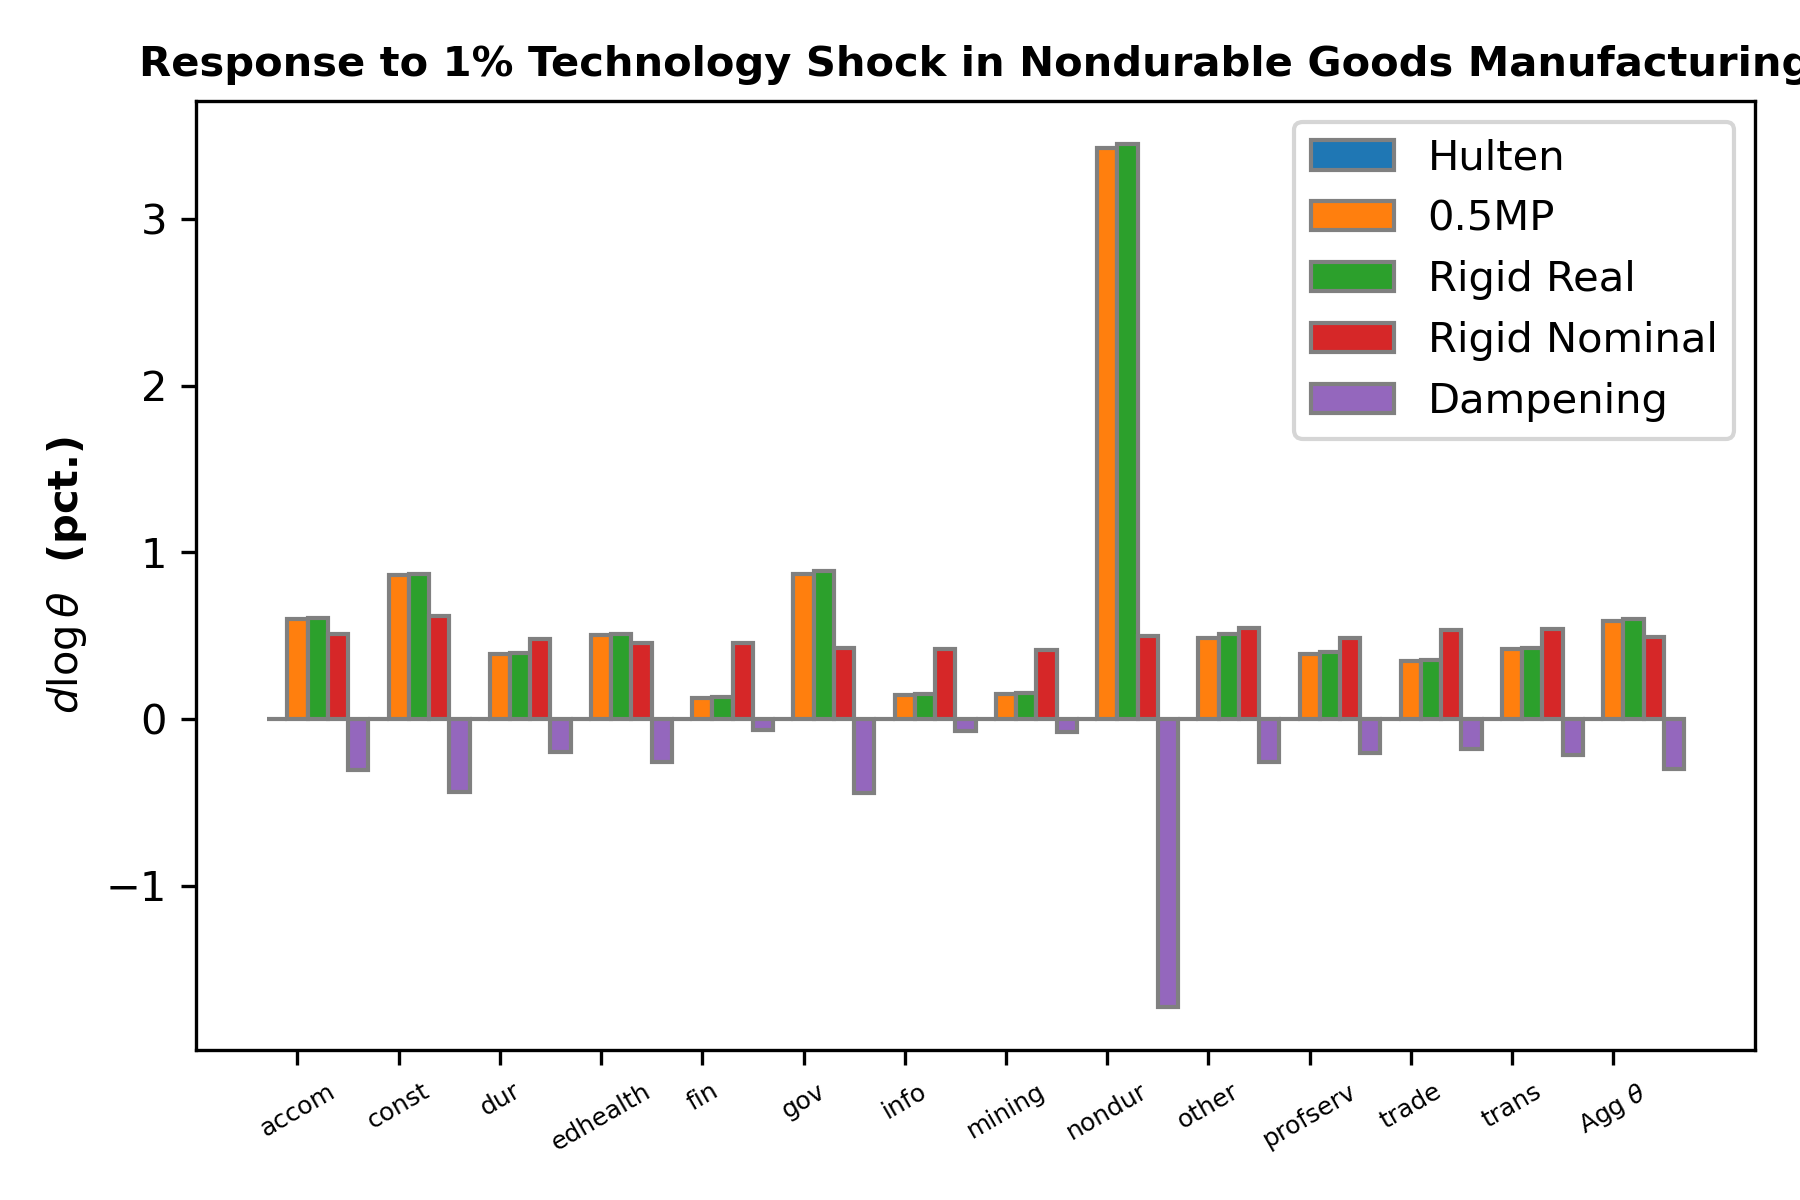 Response to 1% Technology Shock in Nondurable Goods Manufacturing
Hulten
0.5MP
Rigid Real
Rigid Nominal
Dampening
dlog θ (pct.)
3
2
1
0
−1
accom const dur edhealth fin gov info mining nondur other profserv trade trans Agg θ